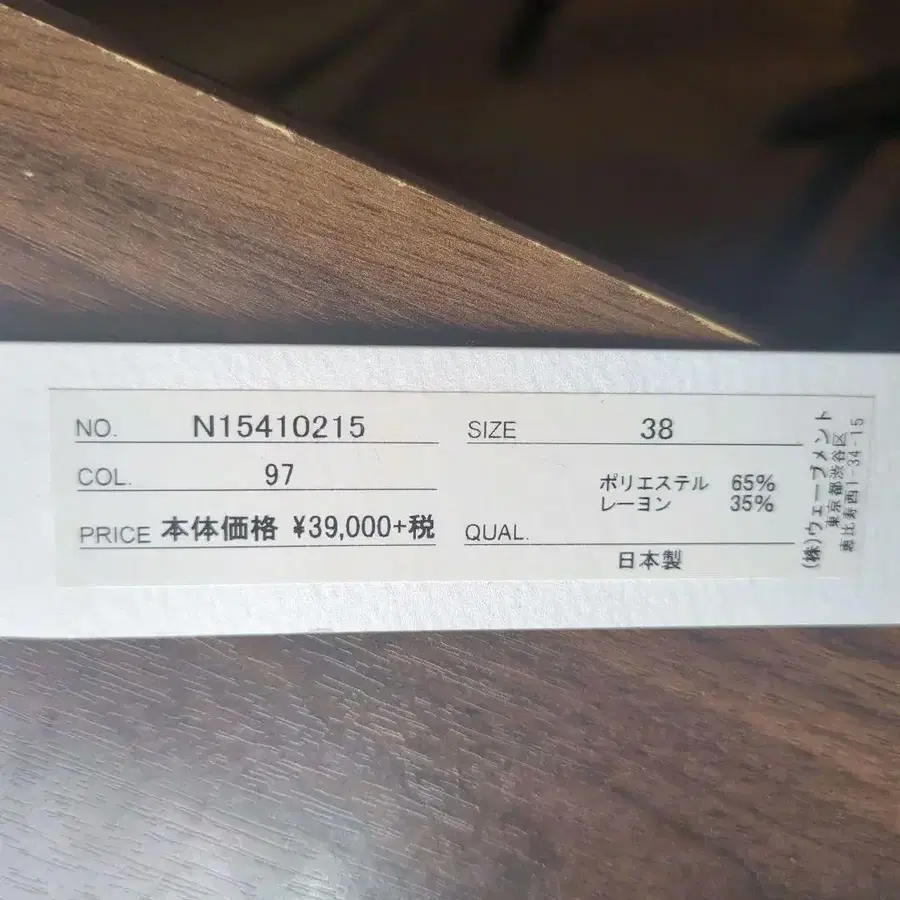 NO. N15410215
COL. 97
PRICE 本体価格 ¥39,000+税
SIZE 38
ポリエステル 65%
レーヨン 35%
QUAL.
日本製
(株)ウェーブメント
東京都渋谷区
恵比寿西1-34-15